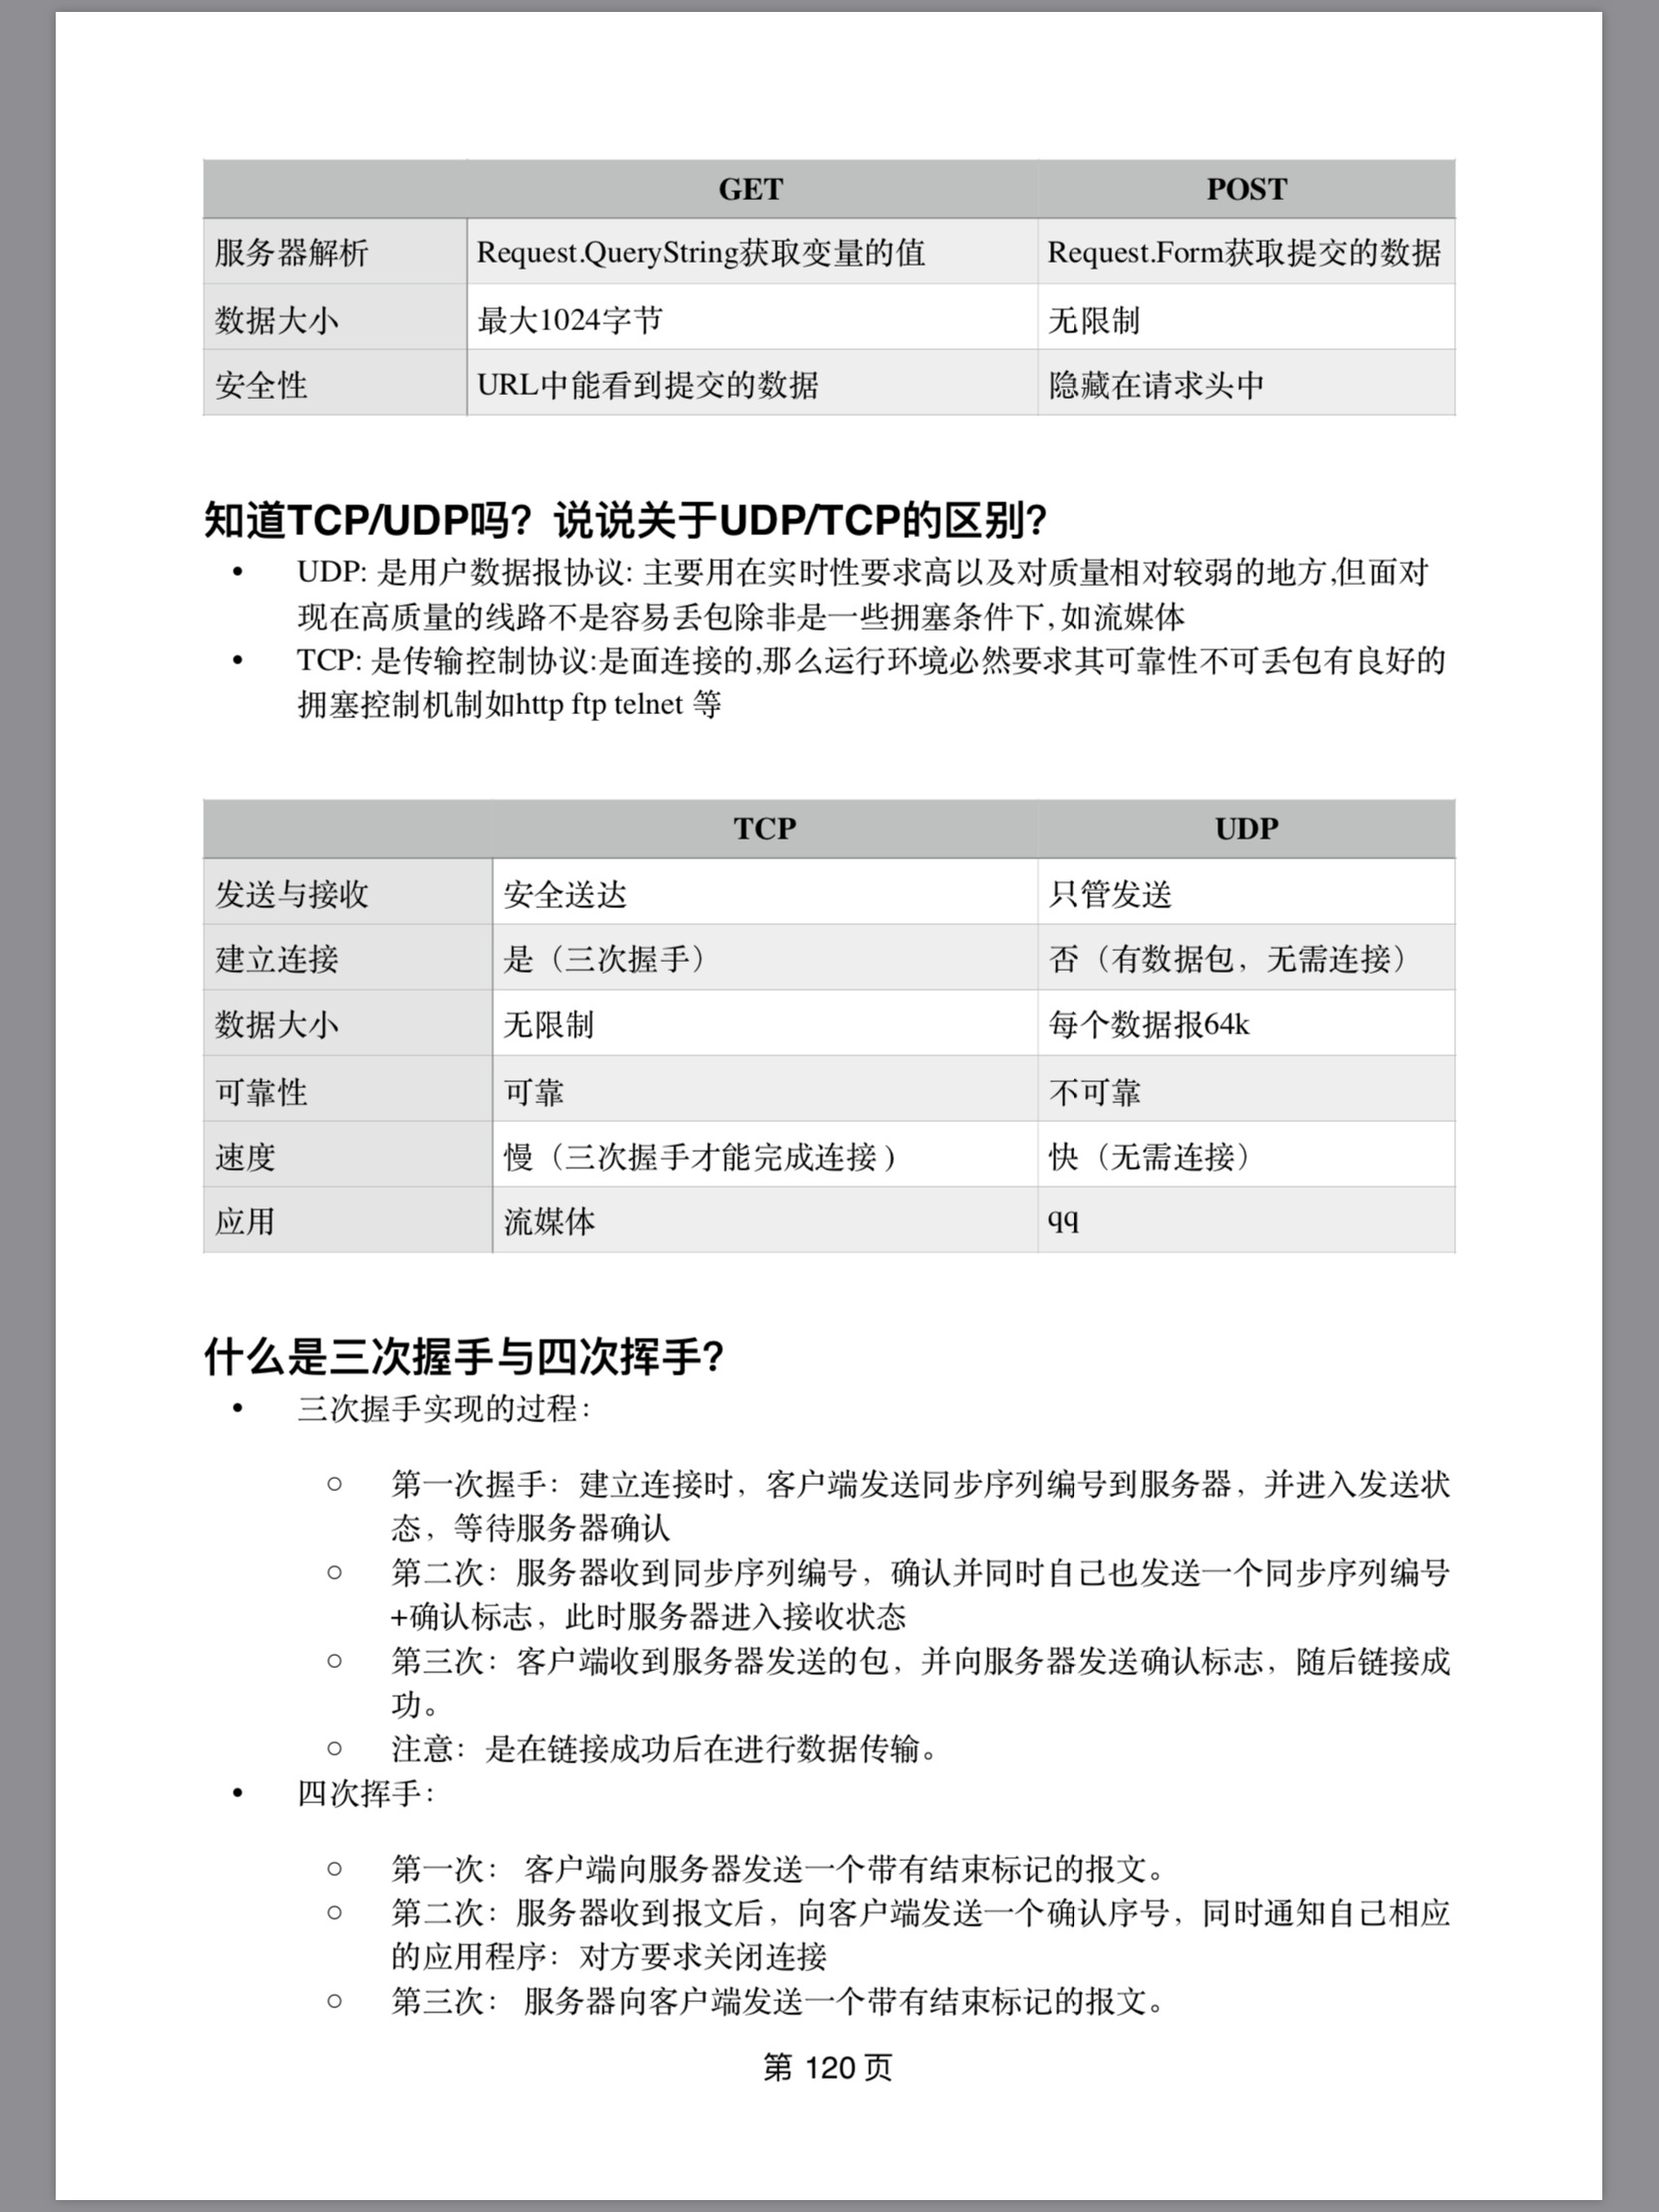 GET POST
服务器解析 Request.QueryString获取变量的值 Request.Form获取提交的数据
数据大小 最大1024字节 无限制
安全性 URL中能看到提交的数据 隐藏在请求头中
知道TCP/UDP吗？说说关于UDP/TCP的区别？
• UDP: 是用户数据报协议: 主要用在实时性要求高以及对质量相对较弱的地方,但面对
现在高质量的线路不是容易丢包除非是一些拥塞条件下, 如流媒体
• TCP: 是传输控制协议:是面连接的,那么运行环境必然要求其可靠性不可丢包有良好的
拥塞控制机制如http ftp telnet 等
TCP UDP
发送与接收 安全送达 只管发送
建立连接 是（三次握手） 否（有数据包，无需连接）
数据大小 无限制 每个数据报64k
可靠性 可靠 不可靠
速度 慢（三次握手才能完成连接 ) 快（无需连接）
应用 流媒体 qq
什么是三次握手与四次挥手？
• 三次握手实现的过程：
○ 第一次握手：建立连接时，客户端发送同步序列编号到服务器，并进入发送状
态，等待服务器确认
○ 第二次：服务器收到同步序列编号，确认并同时自己也发送一个同步序列编号
+确认标志，此时服务器进入接收状态
○ 第三次：客户端收到服务器发送的包，并向服务器发送确认标志，随后链接成
功。
○ 注意：是在链接成功后在进行数据传输。
• 四次挥手：
○ 第一次： 客户端向服务器发送一个带有结束标记的报文。
○ 第二次：服务器收到报文后，向客户端发送一个确认序号，同时通知自己相应
的应用程序：对方要求关闭连接
○ 第三次： 服务器向客户端发送一个带有结束标记的报文。
第 120 页